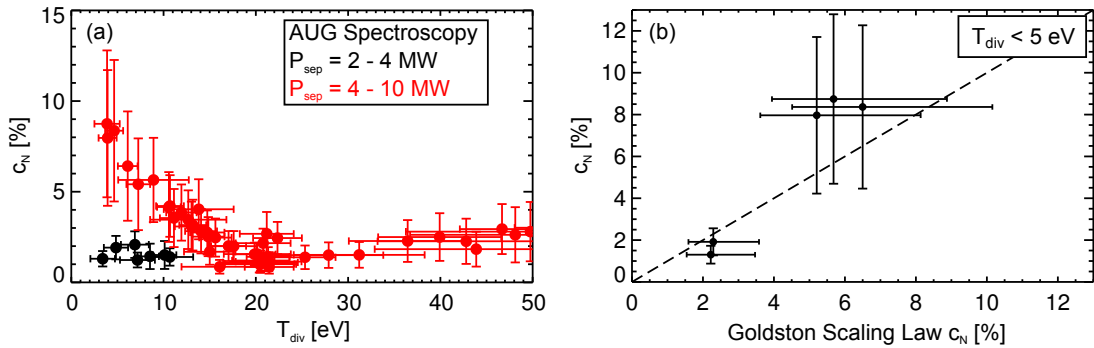 (a)
AUG Spectroscopy
P_sep = 2 - 4 MW
P_sep = 4 - 10 MW
15
10
5
0
c_N [%]
0 10 20 30 40 50
T_div [eV]
(b)
T_div < 5 eV
12
10
8
6
4
2
0
c_N [%]
0 2 4 6 8 10 12
Goldston Scaling Law c_N [%]